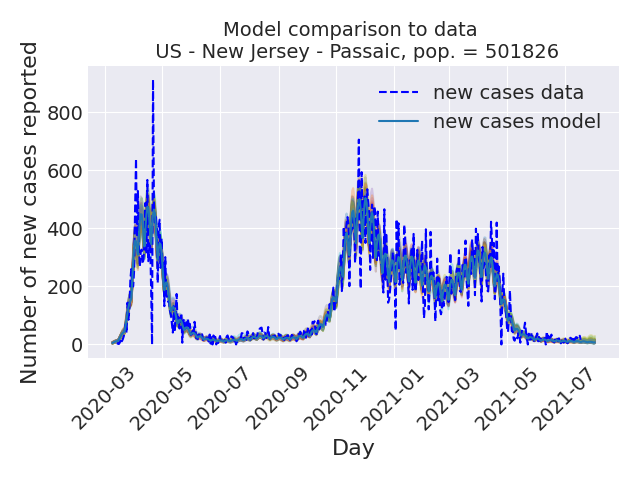 Model comparison to data
US - New Jersey - Passaic, pop. = 501826
new cases data
new cases model
Number of new cases reported
800
600
400
200
0
2020-03
2020-05
2020-07
2020-09
2020-11
2021-01
2021-03
2021-05
2021-07
Day